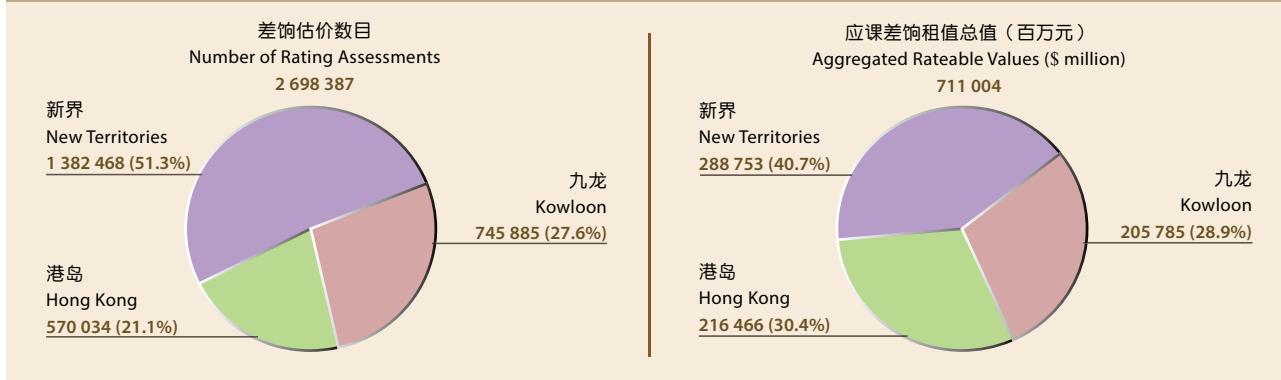 差饷估价数目
Number of Rating Assessments
2 698 387
新界
New Territories
1 382 468 (51.3%)
九龙
Kowloon
745 885 (27.6%)
港岛
Hong Kong
570 034 (21.1%)
应课差饷租值总值（百万元）
Aggregated Rateable Values ($ million)
711 004
新界
New Territories
288 753 (40.7%)
九龙
Kowloon
205 785 (28.9%)
港岛
Hong Kong
216 466 (30.4%)